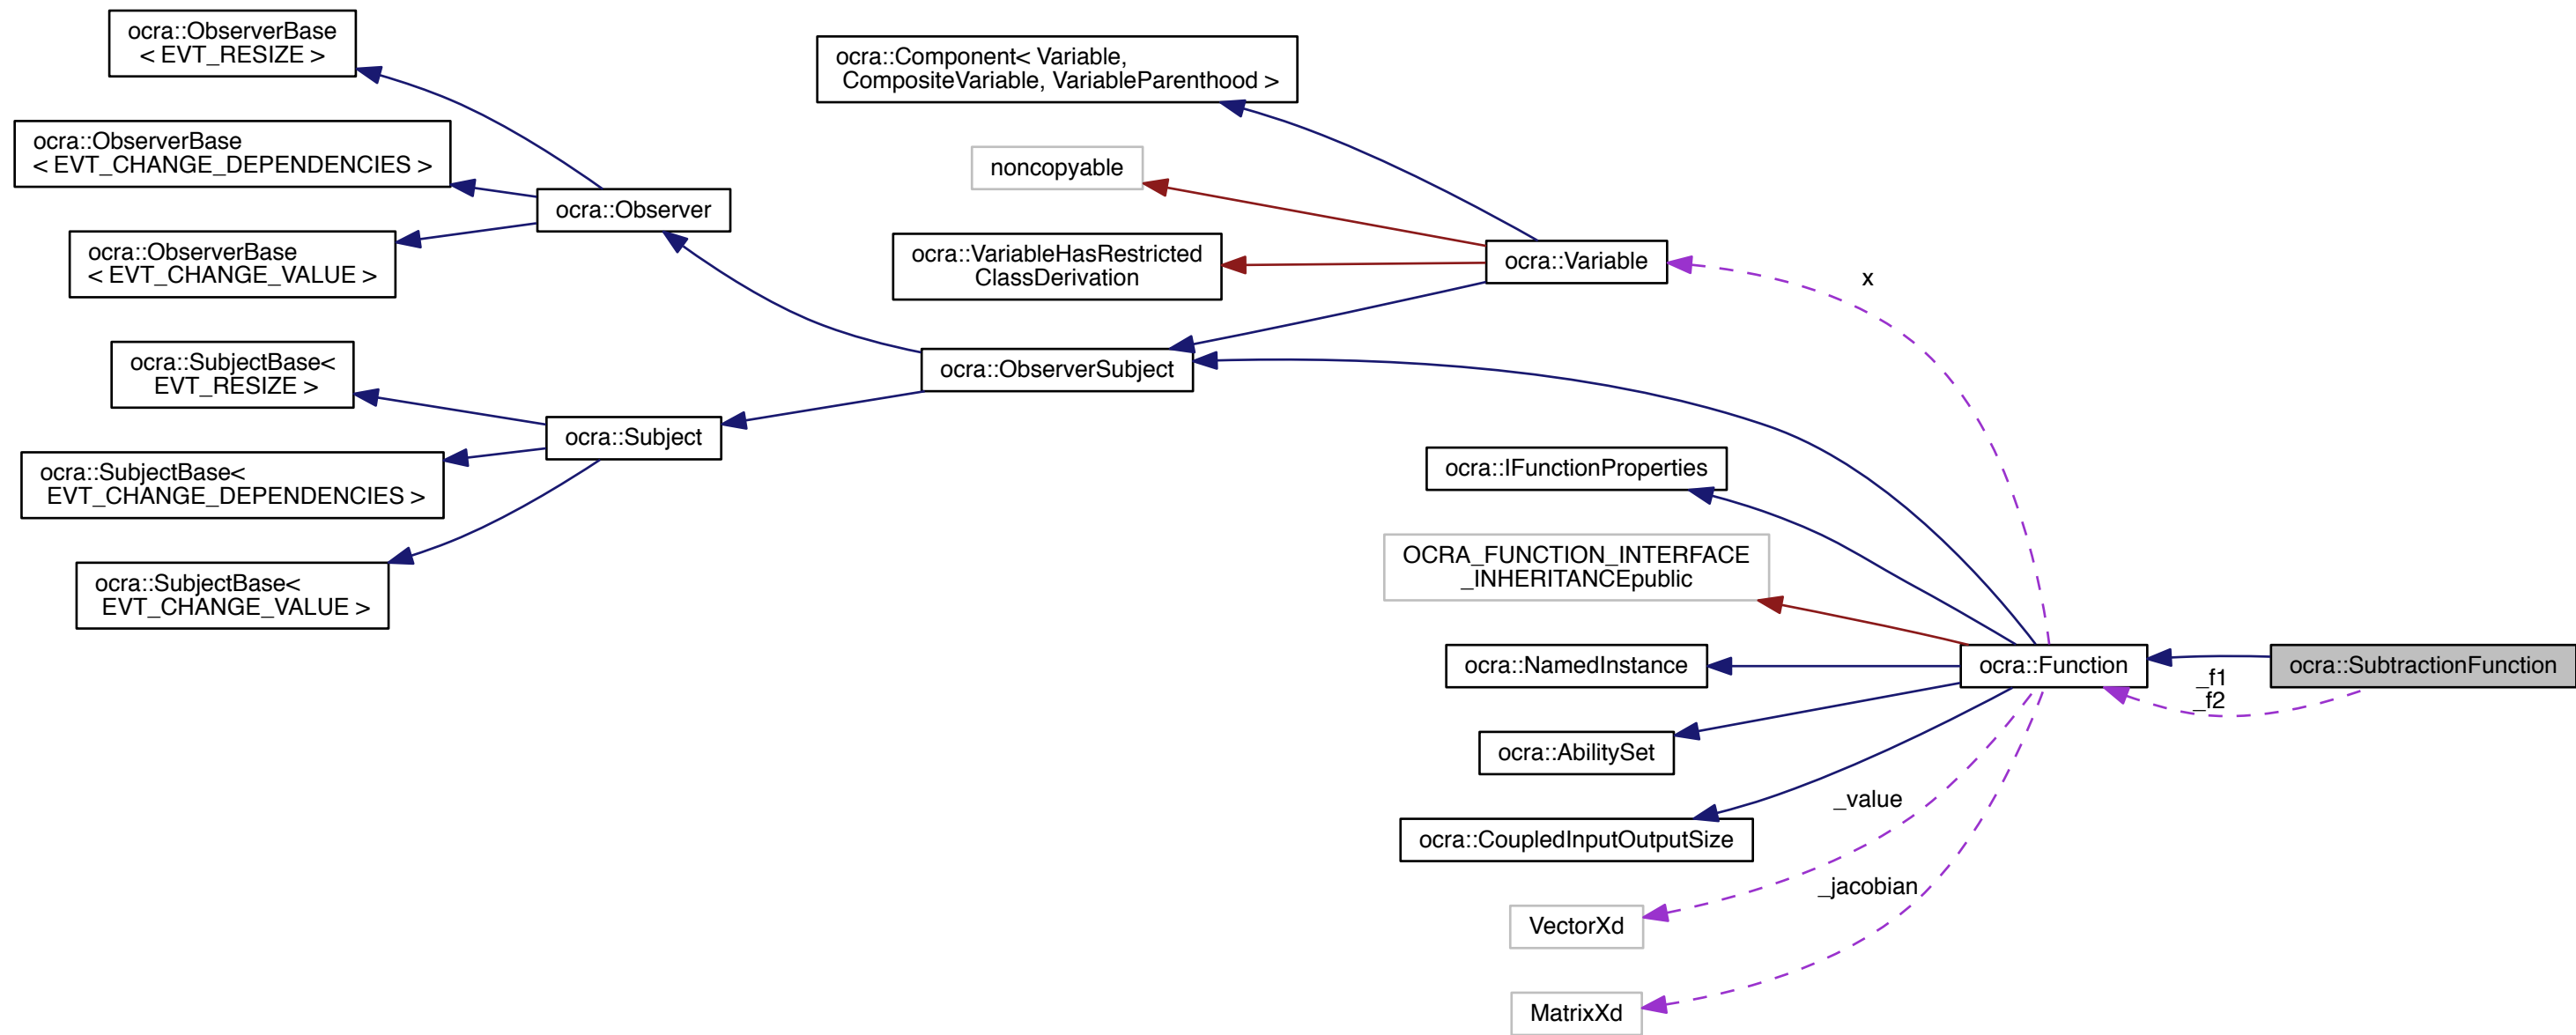 ocra::ObserverBase
< EVT_RESIZE >
ocra::ObserverBase
< EVT_CHANGE_DEPENDENCIES >
ocra::ObserverBase
< EVT_CHANGE_VALUE >
ocra::SubjectBase<
EVT_RESIZE >
ocra::SubjectBase<
EVT_CHANGE_DEPENDENCIES >
ocra::SubjectBase<
EVT_CHANGE_VALUE >
ocra::Observer
ocra::Subject
ocra::Component< Variable,
CompositeVariable, VariableParenthood >
noncopyable
ocra::VariableHasRestricted
ClassDerivation
ocra::ObserverSubject
ocra::Variable
x
ocra::IFunctionProperties
OCRA_FUNCTION_INTERFACE
_INHERITANCEpublic
ocra::NamedInstance
ocra::AbilitySet
ocra::CoupledInputOutputSize
_value
_jacobian
VectorXd
MatrixXd
ocra::Function
_f1
_f2
ocra::SubtractionFunction